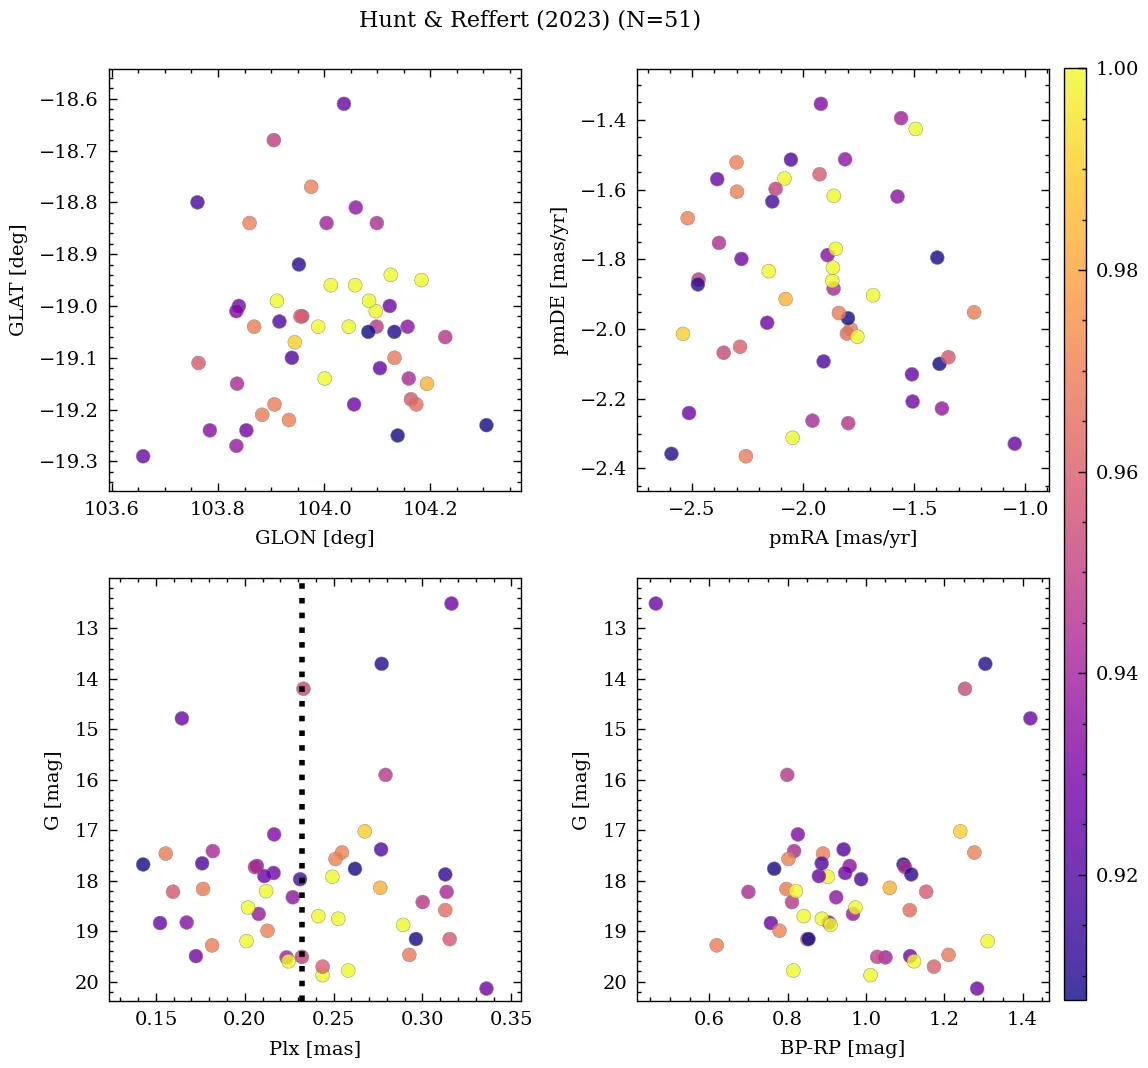 Hunt & Reffert (2023) (N=51)
−18.6
−18.7
−18.8
−18.9
−19.0
−19.1
−19.2
−19.3
GLAT [deg]
103.6 103.8 104.0 104.2
GLON [deg]
−1.4
−1.6
−1.8
−2.0
−2.2
−2.4
pmDE [mas/yr]
−2.5 −2.0 −1.5 −1.0
pmRA [mas/yr]
13
14
15
16
17
18
19
20
G [mag]
0.15 0.20 0.25 0.30 0.35
Plx [mas]
13
14
15
16
17
18
19
20
G [mag]
0.6 0.8 1.0 1.2 1.4
BP-RP [mag]
1.00
0.98
0.96
0.94
0.92